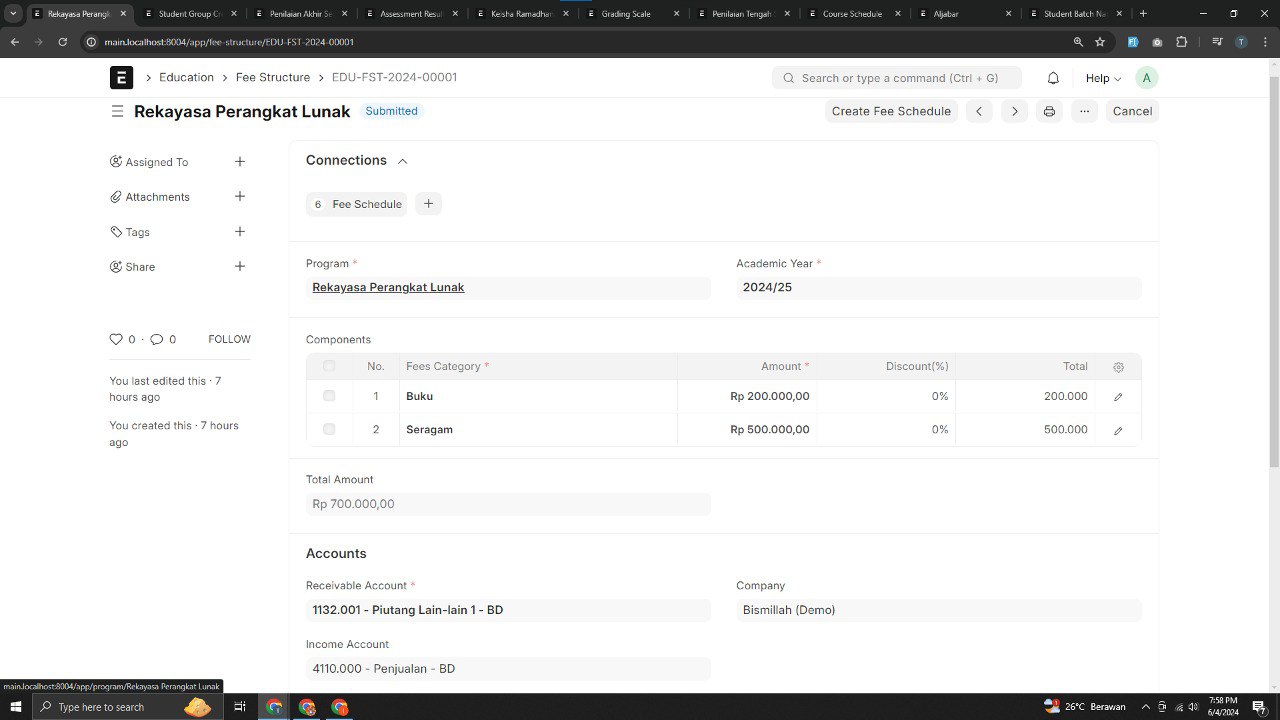 Rekayasa Perangk
Student Group Cr
Penilaian Akhir Se
Assessment Result
Keisha Ramadhan
Grading Scale
Penilaian Tengah
Course Schedule
Aljabar
Student Batch Na
main.localhost:8004/app/fee-structure/EDU-FST-2024-00001
T
E Education Fee Structure EDU-FST-2024-00001
Search or type a command (Ctrl + G)
Help
A
Rekayasa Perangkat Lunak Submitted
Create Fee Schedule
Cancel
Assigned To
Attachments
Tags
Share
0 · 0 FOLLOW
You last edited this · 7
hours ago
You created this · 7 hours
ago
Connections
6 Fee Schedule +
Program *
Rekayasa Perangkat Lunak
Academic Year *
2024/25
Components
No. Fees Category * Amount * Discount(%) Total
1 Buku Rp 200.000,00 0% 200.000
2 Seragam Rp 500.000,00 0% 500.000
Total Amount
Rp 700.000,00
Accounts
Receivable Account *
1132.001 - Piutang Lain-lain 1 - BD
Company
Bismillah (Demo)
Income Account
4110.000 - Penjualan - BD
main.localhost:8004/app/program/Rekayasa Perangkat Lunak
Type here to search
26°C Berawan
7:58 PM
6/4/2024